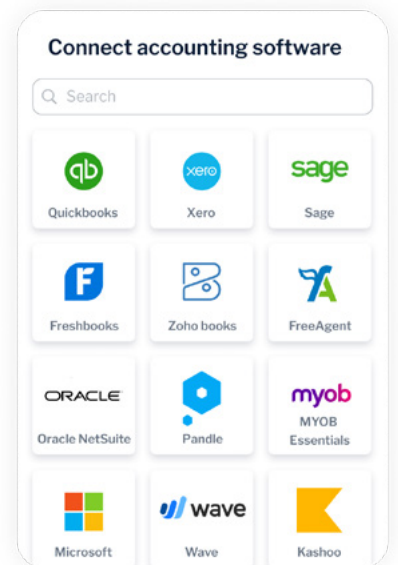 Connect accounting software
Search
qb
xero
sage
Quickbooks
Xero
Sage
F
Freshbooks
Zoho books
FreeAgent
ORACLE
myob
Oracle NetSuite
Pandle
MYOB
Essentials
wave
Microsoft
Wave
Kashoo